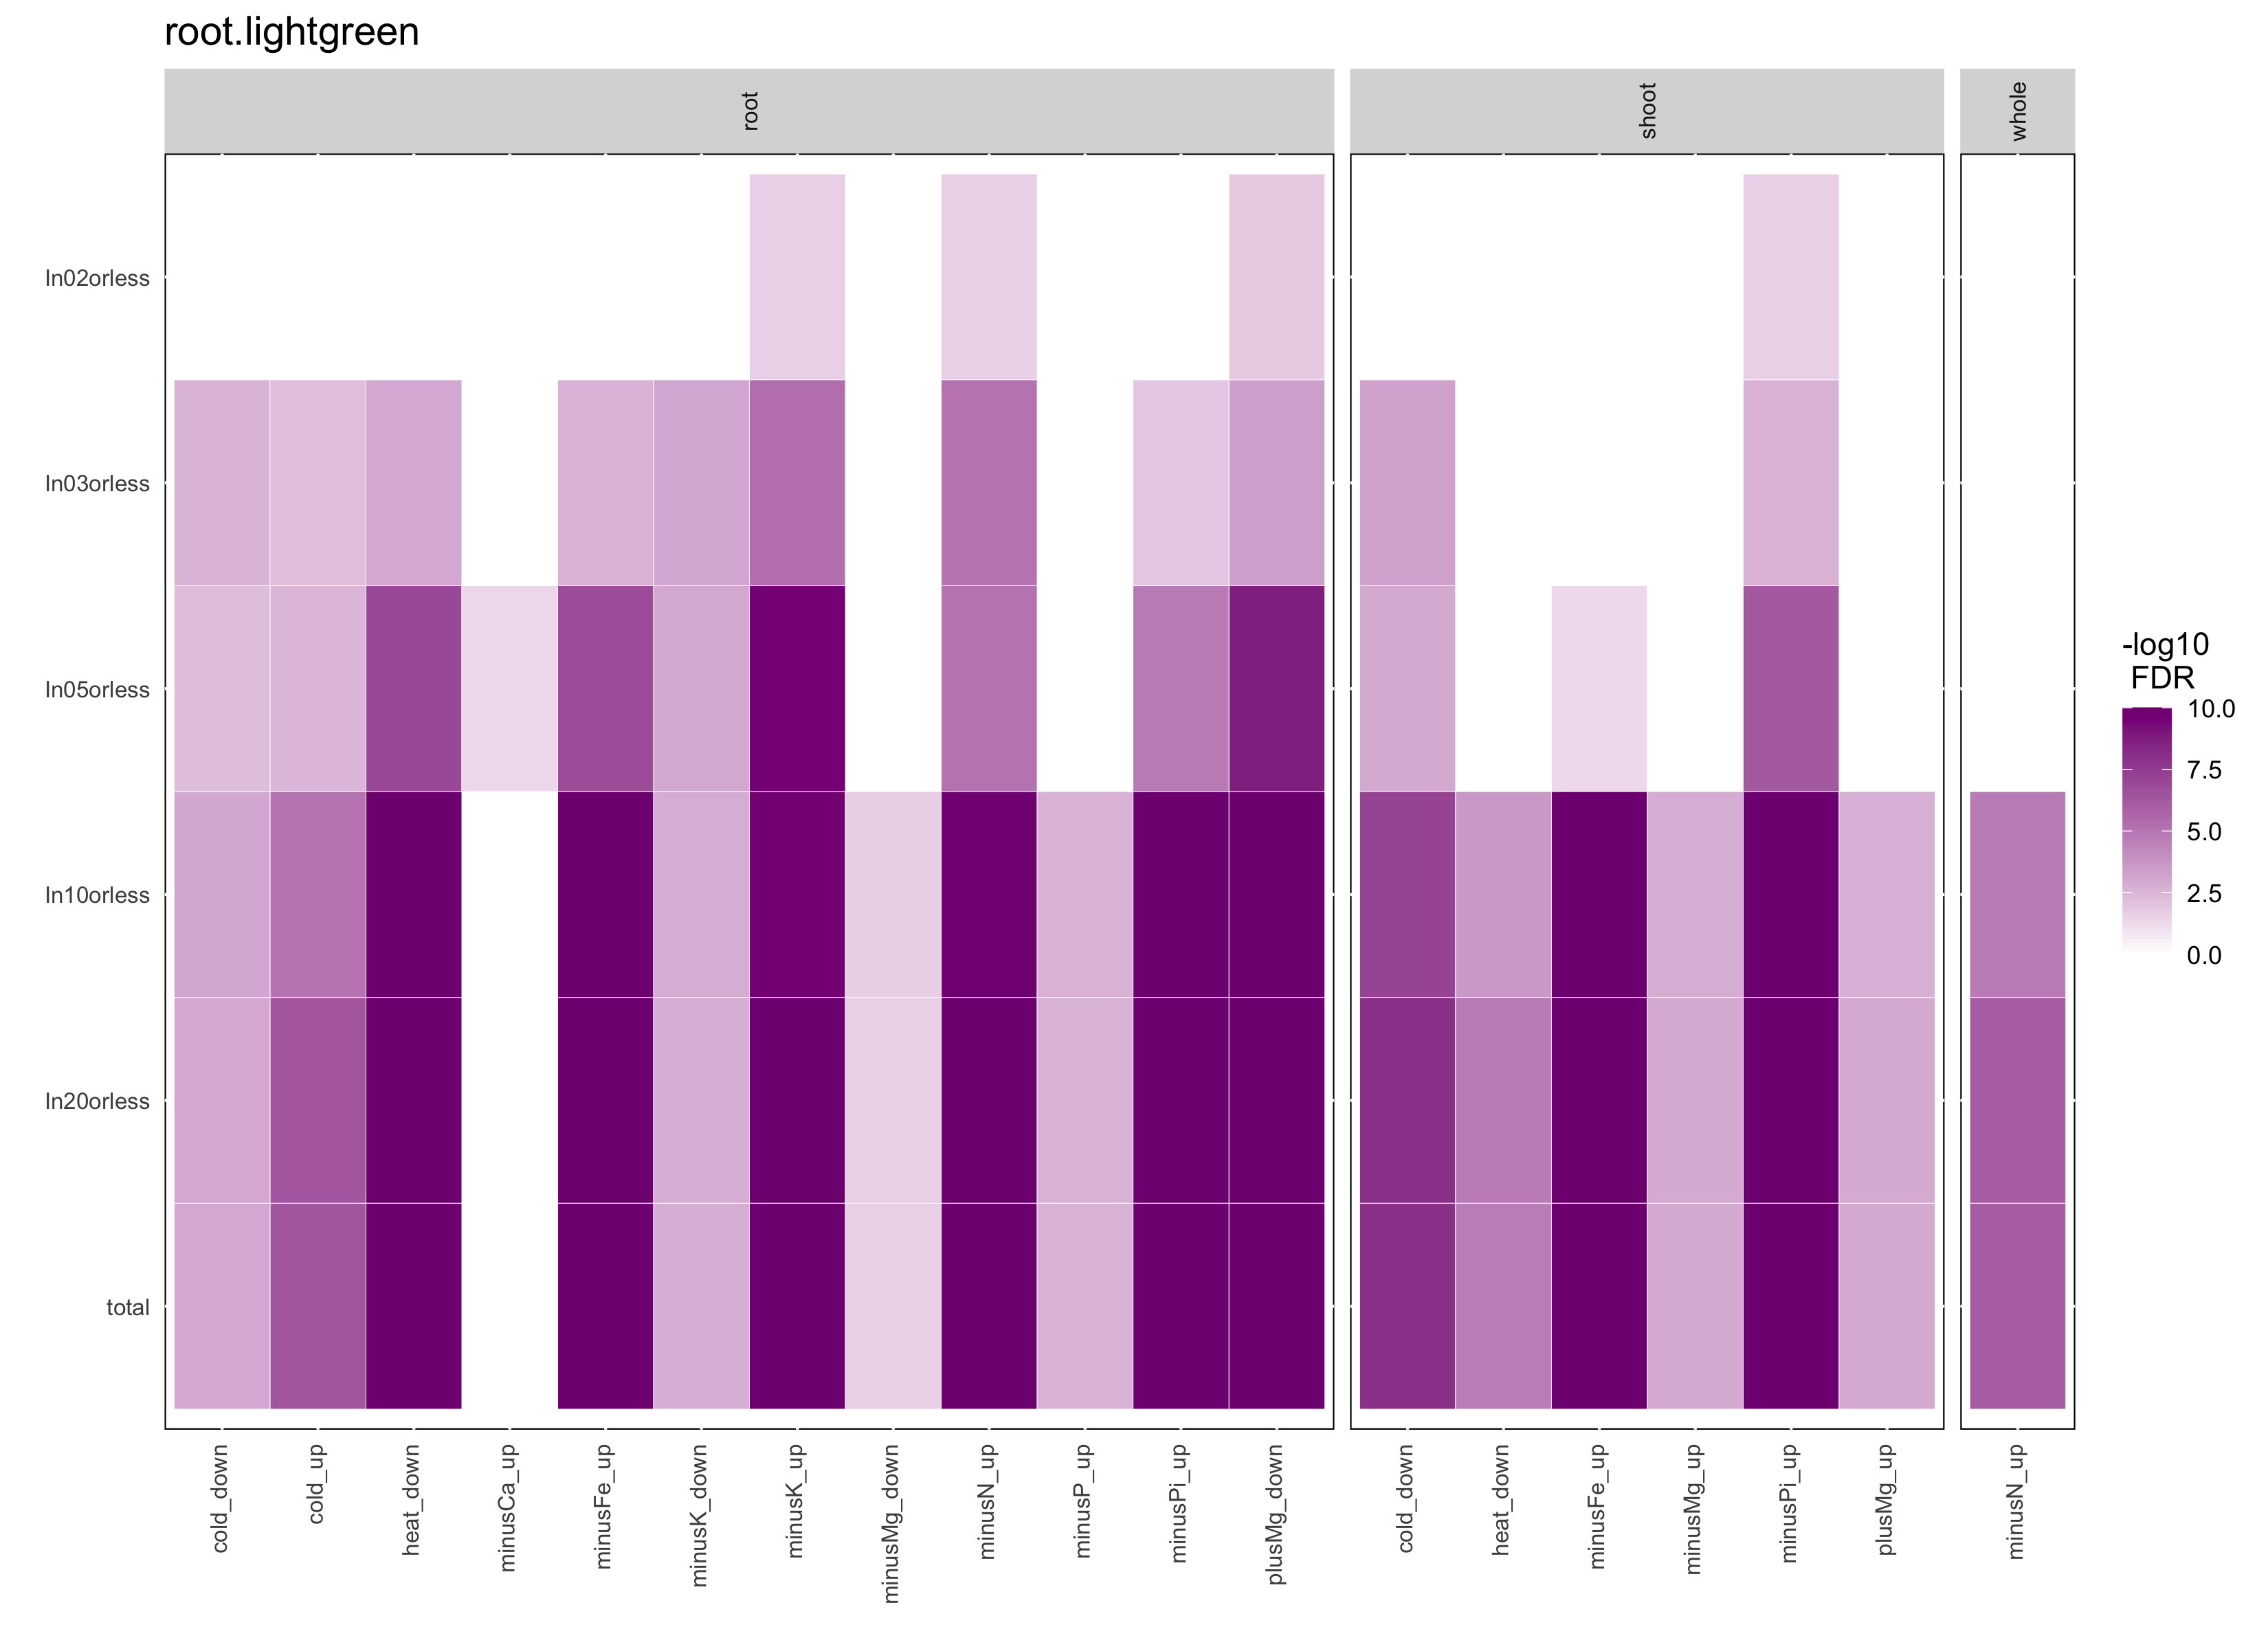 root.lightgreen
root
shoot
whole
In02orless
In03orless
In05orless
In10orless
In20orless
total
cold_down
cold_up
heat_down
minusCa_up
minusFe_up
minusK_down
minusK_up
minusMg_down
minusN_up
minusP_up
minusPi_up
plusMg_down
cold_down
heat_down
minusFe_up
minusMg_up
minusPi_up
plusMg_up
minusN_up
-log10
FDR
10.0
7.5
5.0
2.5
0.0